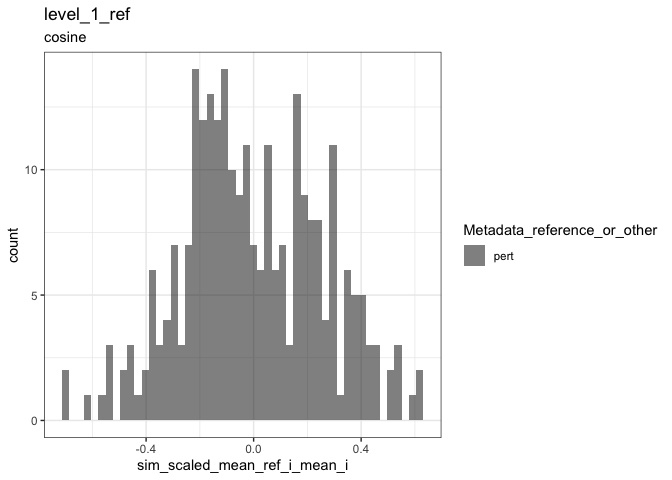 level_1_ref
cosine
10
5
0
count
-0.4
0.0
0.4
sim_scaled_mean_ref_i_mean_i
Metadata_reference_or_other
pert